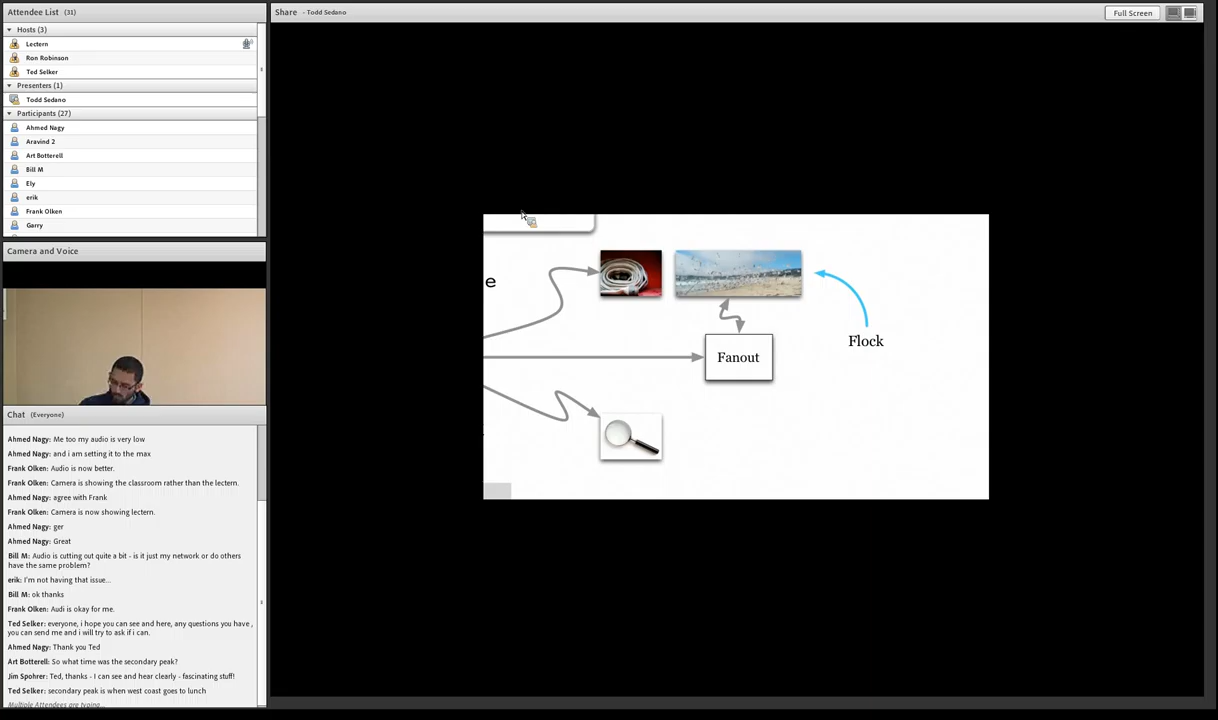 Attendee List (31)
Hosts (3)
Lectern
Ron Robinson
Ted Selker
Presenters (1)
Todd Sedano
Participants (27)
Ahmed Nagy
Aravind 2
Art Botterell
Bill M
Ely
erik
Frank Olken
Garry
Camera and Voice
Chat (Everyone)
Ahmed Nagy: Me too my audio is very low
Ahmed Nagy: and i am setting it to the max
Frank Olken: Audio is now better.
Frank Olken: Camera is showing the classroom rather than the lectern.
Ahmed Nagy: agree with Frank
Frank Olken: Camera is now showing lectern.
Ahmed Nagy: ger
Ahmed Nagy: Great
Bill M: Audio is cutting out quite a bit - is it just my network or do others
have the same problem?
erik: I'm not having that issue...
Bill M: ok thanks
Frank Olken: Audi is okay for me.
Ted Selker: everyone, i hope you can see and here, any questions you have ,
you can send me and i will try to ask if i can.
Ahmed Nagy: Thank you Ted
Art Botterell: So what time was the secondary peak?
Jim Spohrer: Ted, thanks - I can see and hear clearly - fascinating stuff!
Ted Selker: secondary peak is when west coast goes to lunch
Multiple Attendees are typing...
Share - Todd Sedano
Full Screen
e
Flock
Fanout